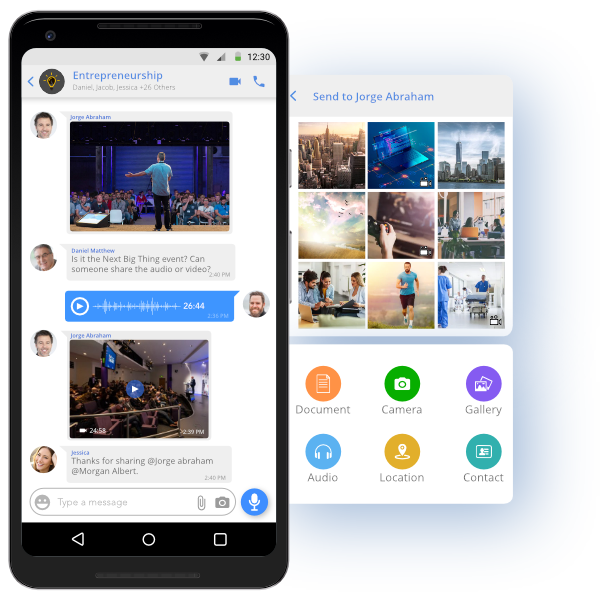 12:30
Entrepreneurship
Daniel, Jacob, Jessica +26 Others
Jorge Abraham
Daniel Matthew
Is it the Next Big Thing event? Can
someone share the audio or video?
2:40 PM
26:44
2:36 PM
Jorge Abraham
24:58
2:39 PM
Jessica
Thanks for sharing @Jorge abraham
@Morgan Albert.
2:40 PM
Type a message
Send to Jorge Abraham
Document
Camera
Gallery
Audio
Location
Contact